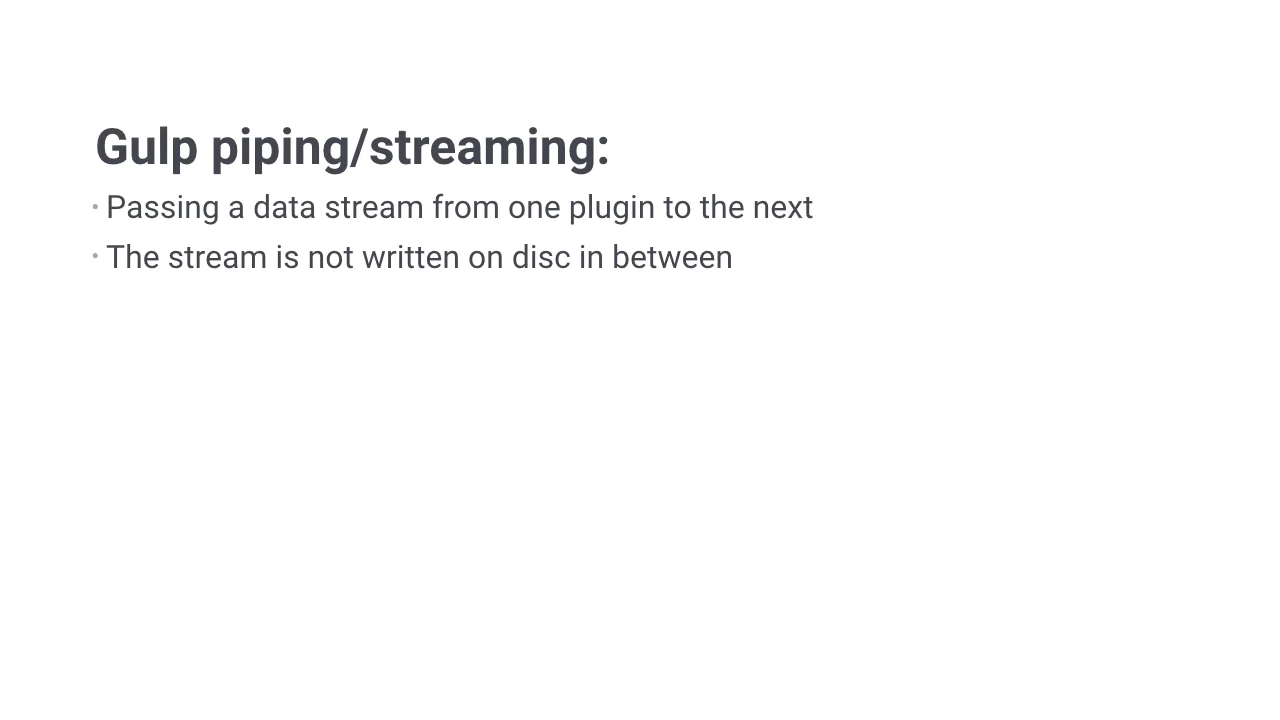 Gulp piping/streaming:
• Passing a data stream from one plugin to the next
• The stream is not written on disc in between